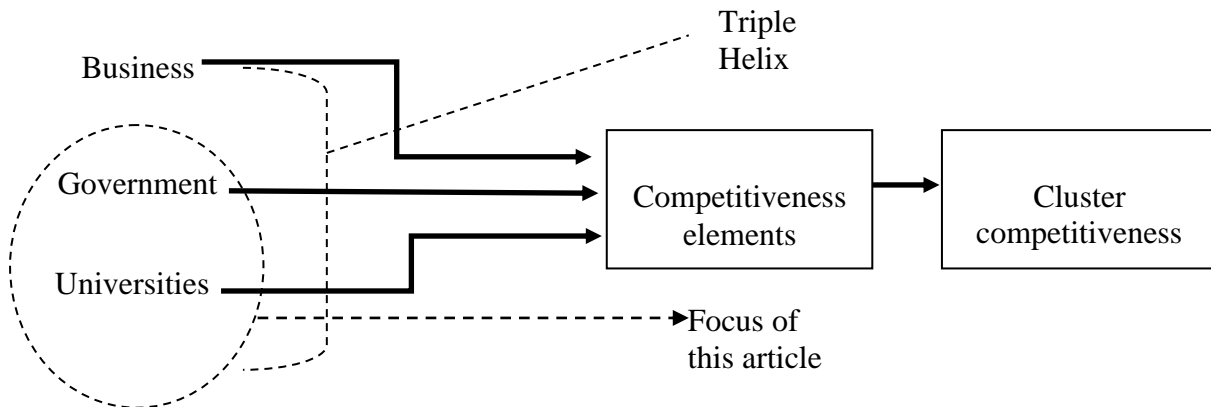 Triple
Helix
Business
Government
Universities
Competitiveness
elements
Cluster
competitiveness
Focus of
this article